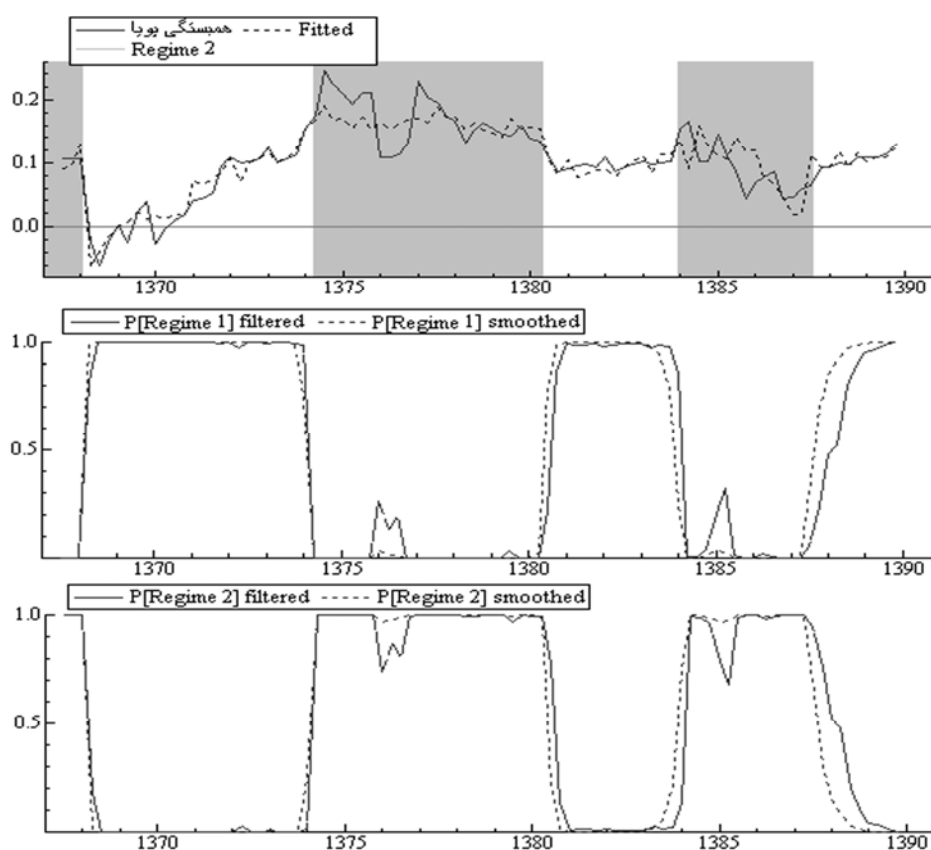 همبستگی پویا Fitted
Regime 2
0.2
0.1
0.0
1370 1375 1380 1385 1390
P[Regime 1] filtered P[Regime 1] smoothed
1.0
0.5
1370 1375 1380 1385 1390
P[Regime 2] filtered P[Regime 2] smoothed
1.0
0.5
1370 1375 1380 1385 1390